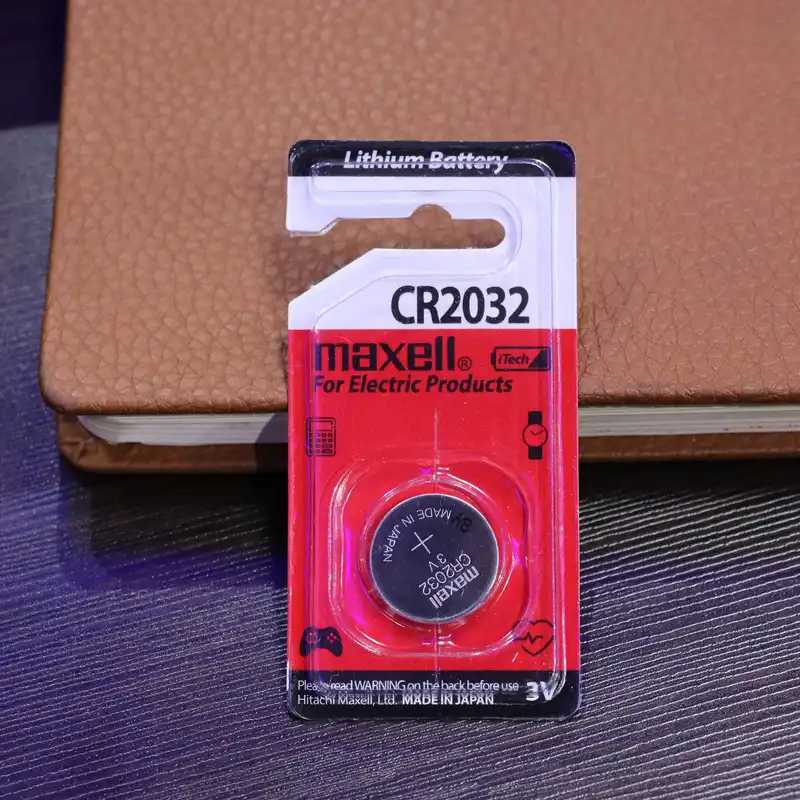 Lithium Battery
CR2032
maxell®
iTech
For Electric Products
MADE IN JAPAN
8V
+
3V
CR2032
maxell
Please read WARNING on the back before use
3V
Hitachi Maxell, Ltd. MADE IN JAPAN